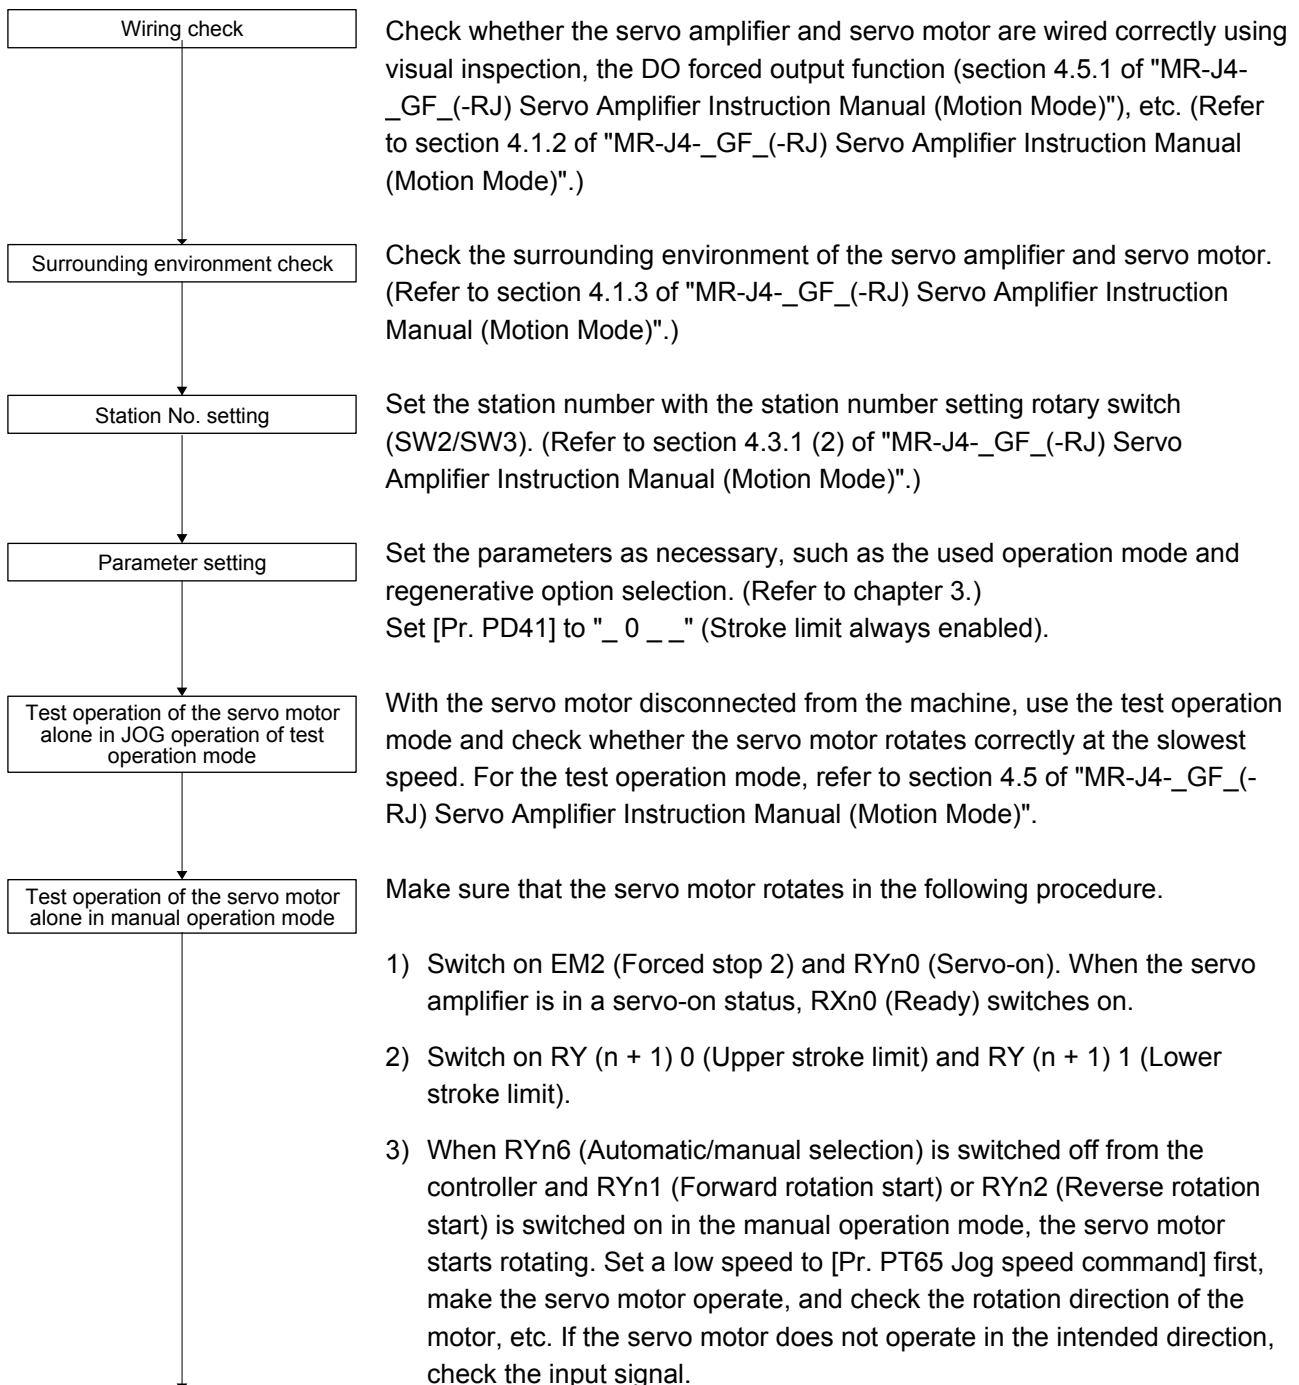 Wiring check
Check whether the servo amplifier and servo motor are wired correctly using
visual inspection, the DO forced output function (section 4.5.1 of "MR-J4-
_GF_(-RJ) Servo Amplifier Instruction Manual (Motion Mode)"), etc. (Refer
to section 4.1.2 of "MR-J4-_GF_(-RJ) Servo Amplifier Instruction Manual
(Motion Mode)".)
Surrounding environment check
Check the surrounding environment of the servo amplifier and servo motor.
(Refer to section 4.1.3 of "MR-J4-_GF_(-RJ) Servo Amplifier Instruction
Manual (Motion Mode)".)
Station No. setting
Set the station number with the station number setting rotary switch
(SW2/SW3). (Refer to section 4.3.1 (2) of "MR-J4-_GF_(-RJ) Servo
Amplifier Instruction Manual (Motion Mode)".)
Parameter setting
Set the parameters as necessary, such as the used operation mode and
regenerative option selection. (Refer to chapter 3.)
Set [Pr. PD41] to "_ 0 _ _" (Stroke limit always enabled).
Test operation of the servo motor
alone in JOG operation of test
operation mode
With the servo motor disconnected from the machine, use the test operation
mode and check whether the servo motor rotates correctly at the slowest
speed. For the test operation mode, refer to section 4.5 of "MR-J4-_GF_(-
RJ) Servo Amplifier Instruction Manual (Motion Mode)".
Test operation of the servo motor
alone in manual operation mode
Make sure that the servo motor rotates in the following procedure.
1) Switch on EM2 (Forced stop 2) and RYn0 (Servo-on). When the servo
amplifier is in a servo-on status, RXn0 (Ready) switches on.
2) Switch on RY (n + 1) 0 (Upper stroke limit) and RY (n + 1) 1 (Lower
stroke limit).
3) When RYn6 (Automatic/manual selection) is switched off from the
controller and RYn1 (Forward rotation start) or RYn2 (Reverse rotation
start) is switched on in the manual operation mode, the servo motor
starts rotating. Set a low speed to [Pr. PT65 Jog speed command] first,
make the servo motor operate, and check the rotation direction of the
motor, etc. If the servo motor does not operate in the intended direction,
check the input signal.